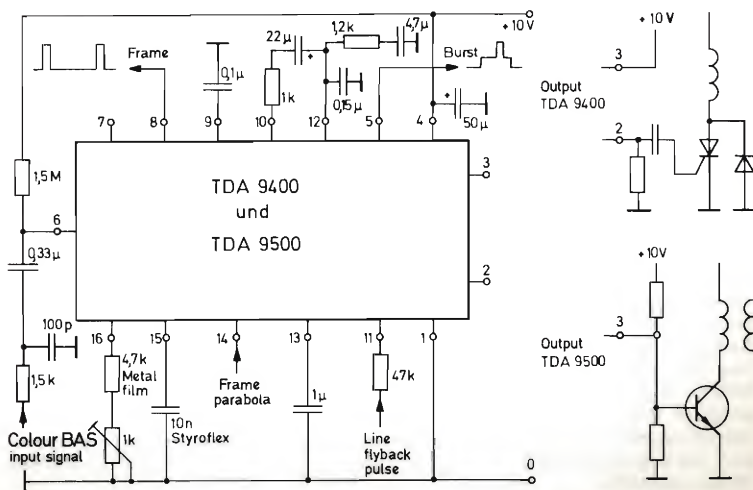 +10V
Frame
22µ
1,2k
4,7µ
Burst
0,1µ
1k
0,15µ
50µ
7
8
9
10
12
5
4
1,5M
6
0,33µ
TDA 9400
und
TDA 9500
3
2
100p
16
15
14
13
11
1
1,5k
4,7k
Metal
film
Frame
parabola
1µ
47k
Colour BAS
input signal
1k
10n
Styroflex
Line
flyback
pulse
0
+10V
3
Output
TDA 9400
2
+10V
3
Output
TDA 9500